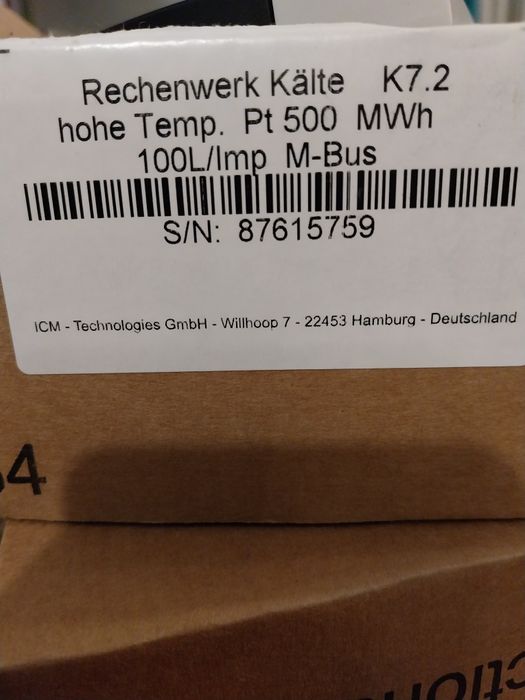 Rechenwerk Kälte K7.2
hohe Temp. Pt 500 MWh
100L/Imp M-Bus
S/N: 87615759
ICM - Technologies GmbH - Willhoop 7 - 22453 Hamburg - Deutschland
4